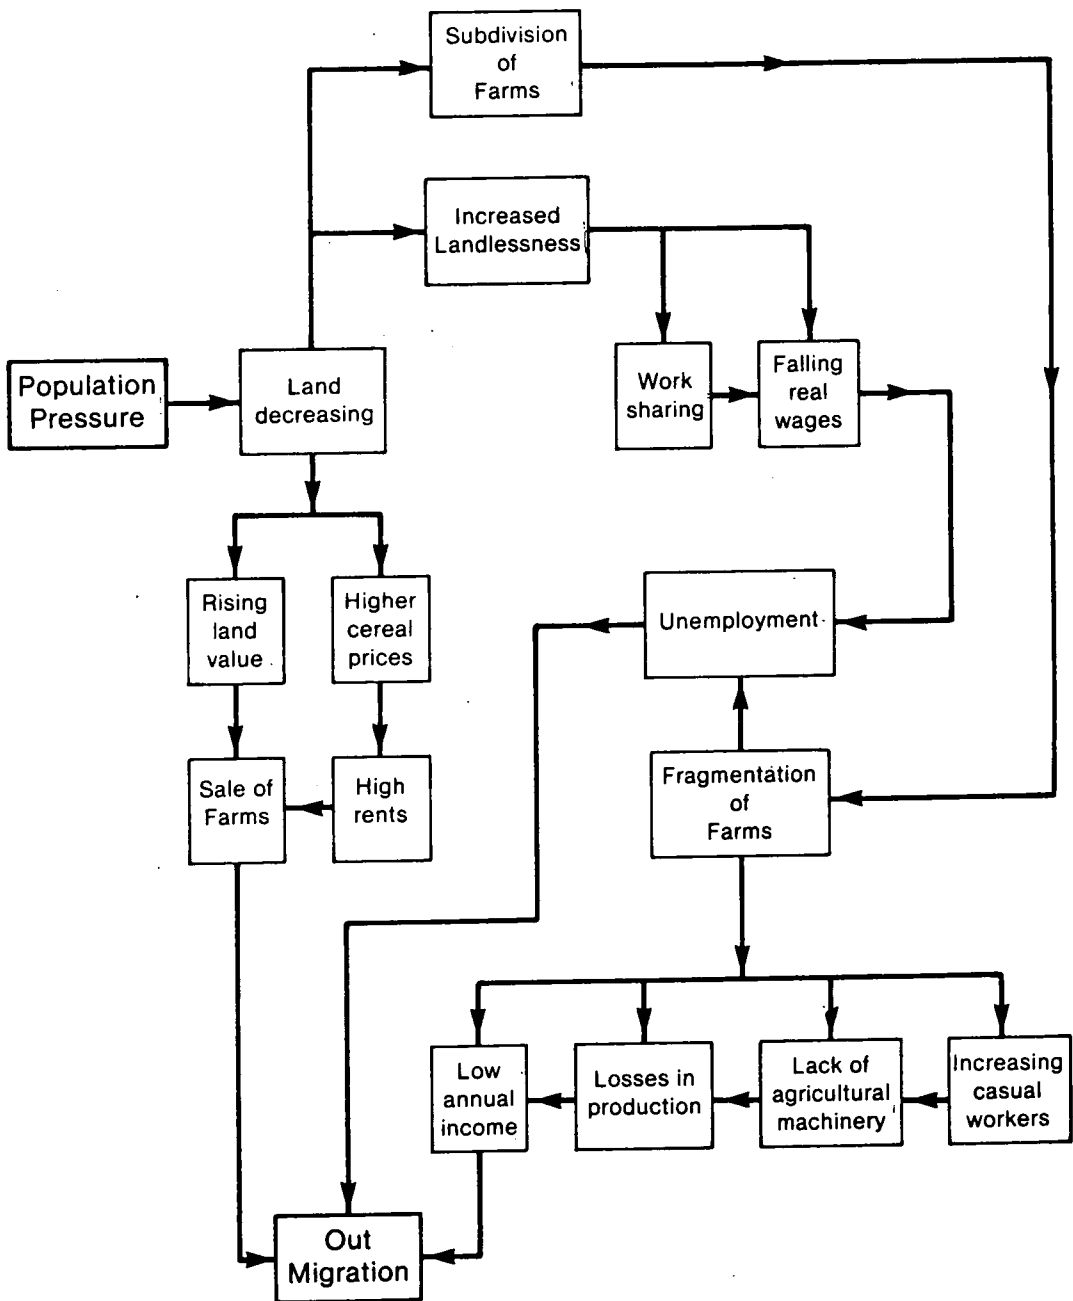 Subdivision
of
Farms
Increased
Landlessness
Population
Pressure
Land
decreasing
Work
sharing
Falling
real
wages
Rising
land
value
Higher
cereal
prices
Unemployment
Sale of
Farms
High
rents
Fragmentation
of
Farms
Low
annual
income
Losses in
production
Lack of
agricultural
machinery
Increasing
casual
workers
Out
Migration